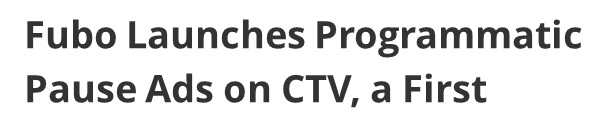 Fubo Launches Programmatic
Pause Ads on CTV, a First